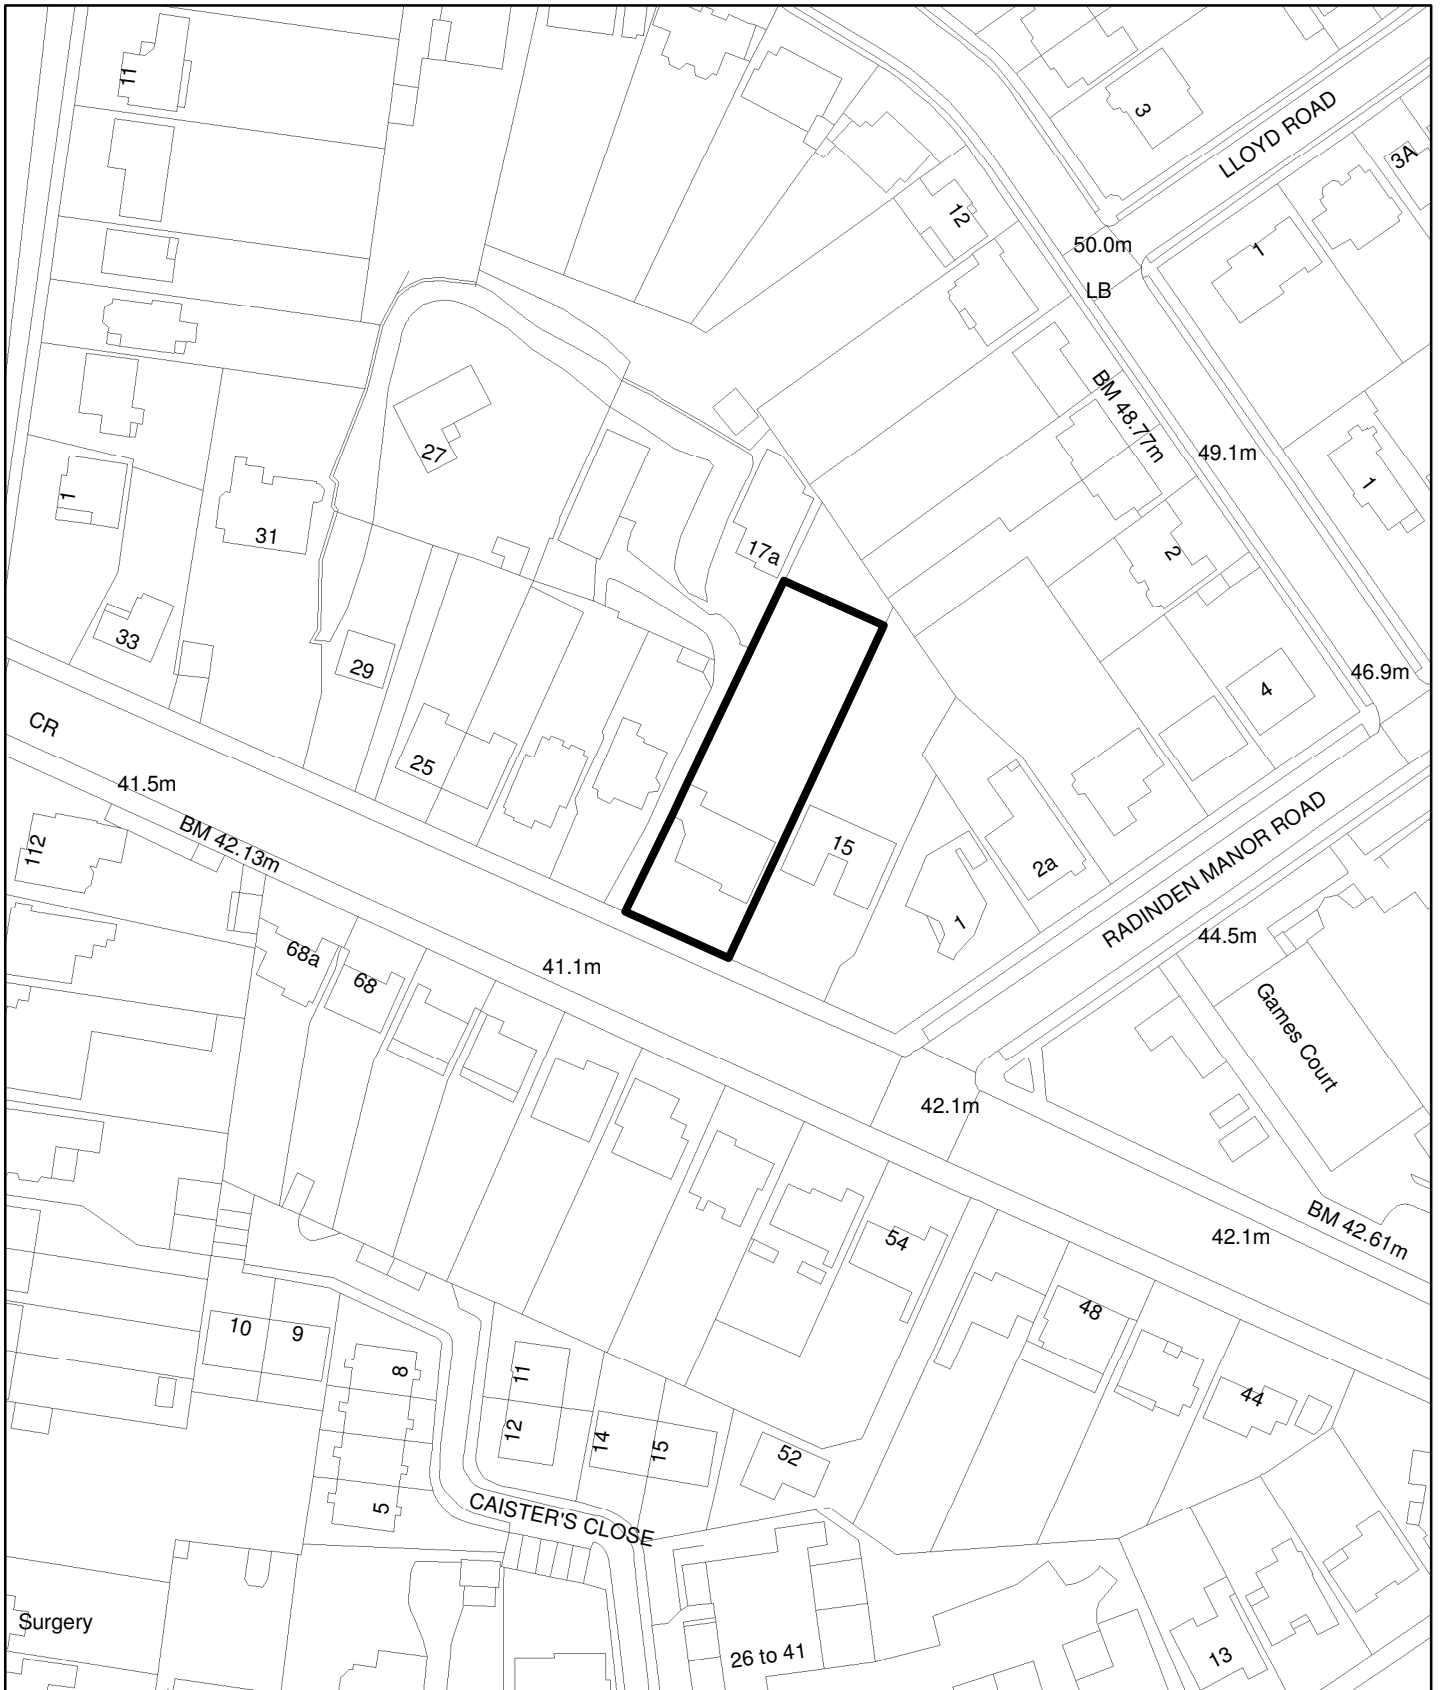 11
3
LLOYD ROAD
3A
12
50.0m
1
LB
BM 48.77m
27
49.1m
1
1
31
17a
2
33
29
46.9m
4
CR
25
41.5m
BM 42.13m
112
15
2a
RADINDEN MANOR ROAD
1
44.5m
68a
68
41.1m
Games Court
42.1m
BM 42.61m
42.1m
54
48
10
9
8
11
44
12
14
15
52
5
CAISTER'S CLOSE
Surgery
26 to 41
13